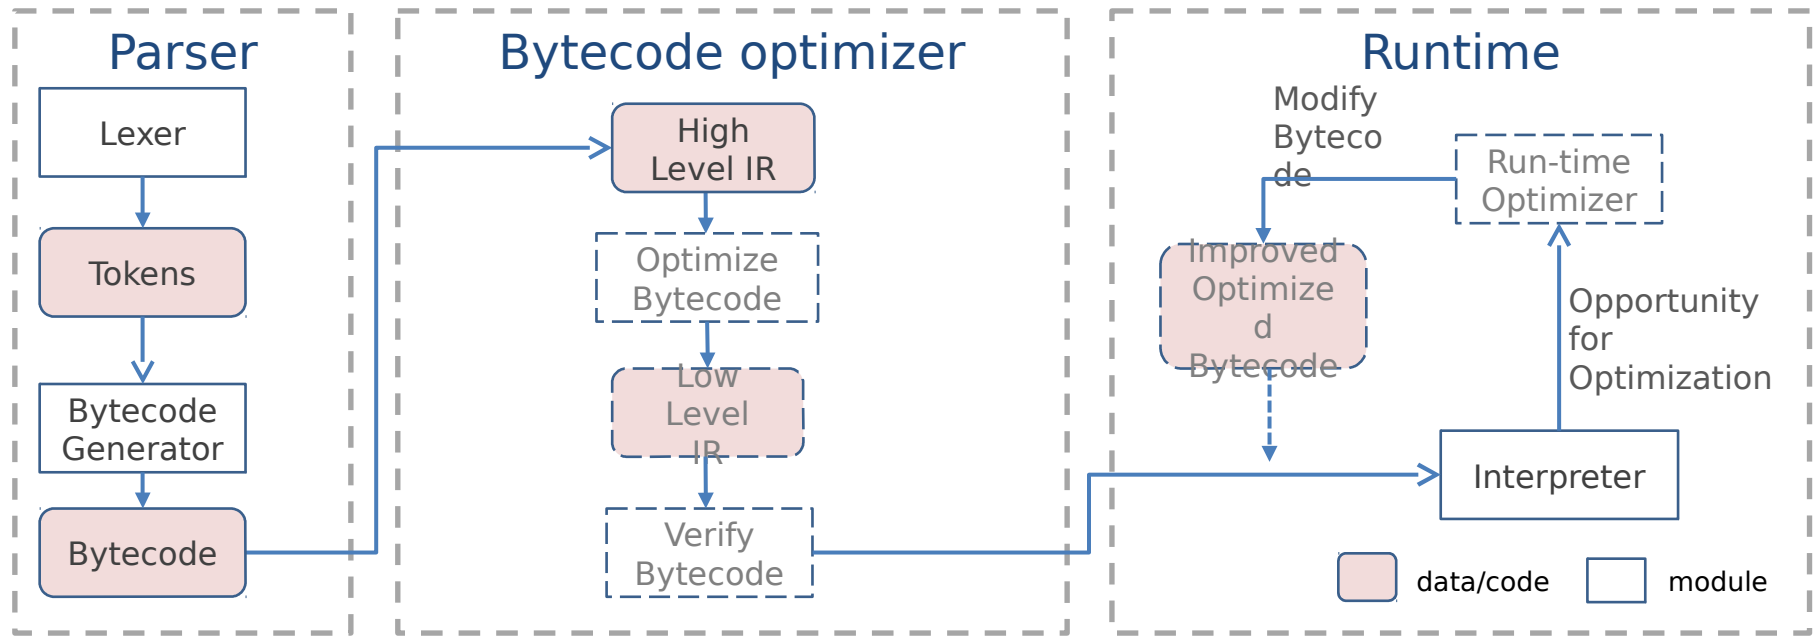 Parser
Lexer
Tokens
Bytecode
Generator
Bytecode
Bytecode optimizer
High
Level IR
Optimize
Bytecode
Low
Level
IR
Verify
Bytecode
Runtime
Modify
Byteco
de
Run-time
Optimizer
Improved
Optimize
d
Bytecode
Opportunity
for
Optimization
Interpreter
data/code
module